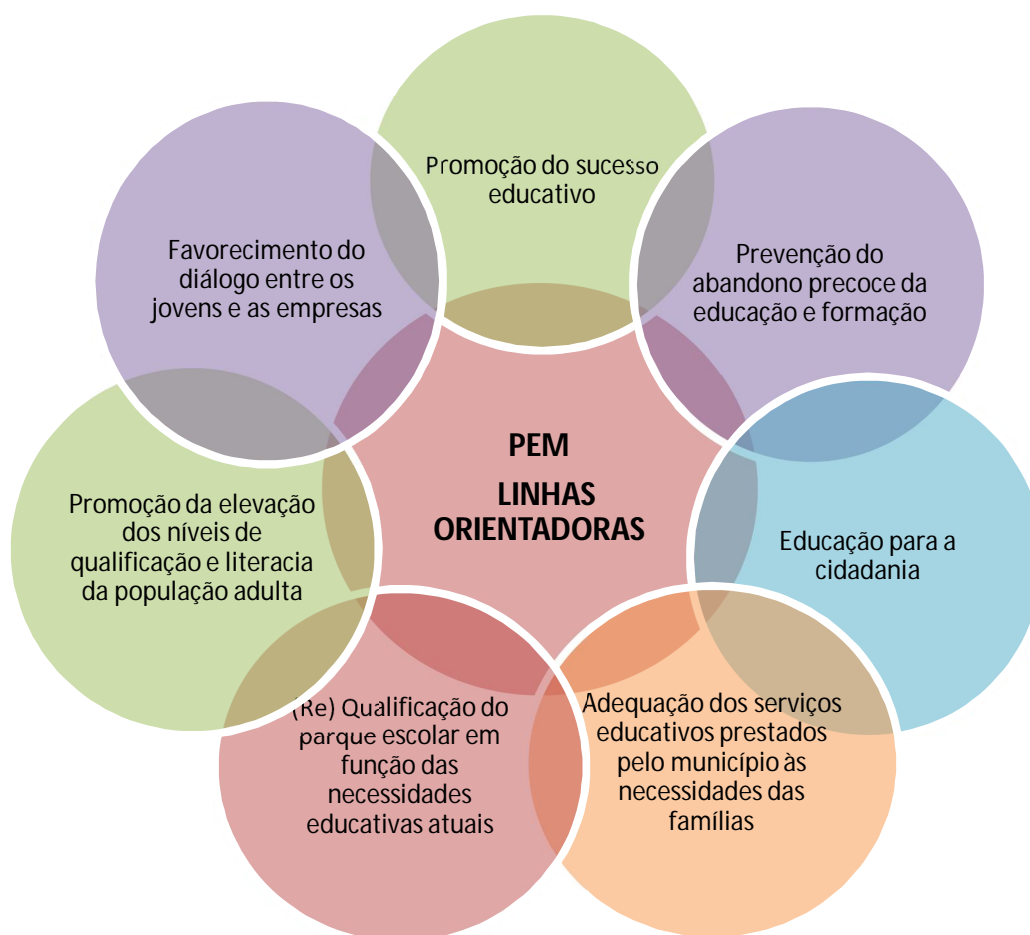 Promoção do sucesso
educativo
Prevenção do
abandono precoce da
educação e formação
Educação para a
cidadania
Adequação dos serviços
educativos prestados
pelo município às
necessidades das
famílias
(Re) Qualificação do
parque escolar em
função das
necessidades
educativas atuais
Promoção da elevação
dos níveis de
qualificação e literacia
da população adulta
Favorecimento do
diálogo entre os
jovens e as empresas
PEM
LINHAS
ORIENTADORAS